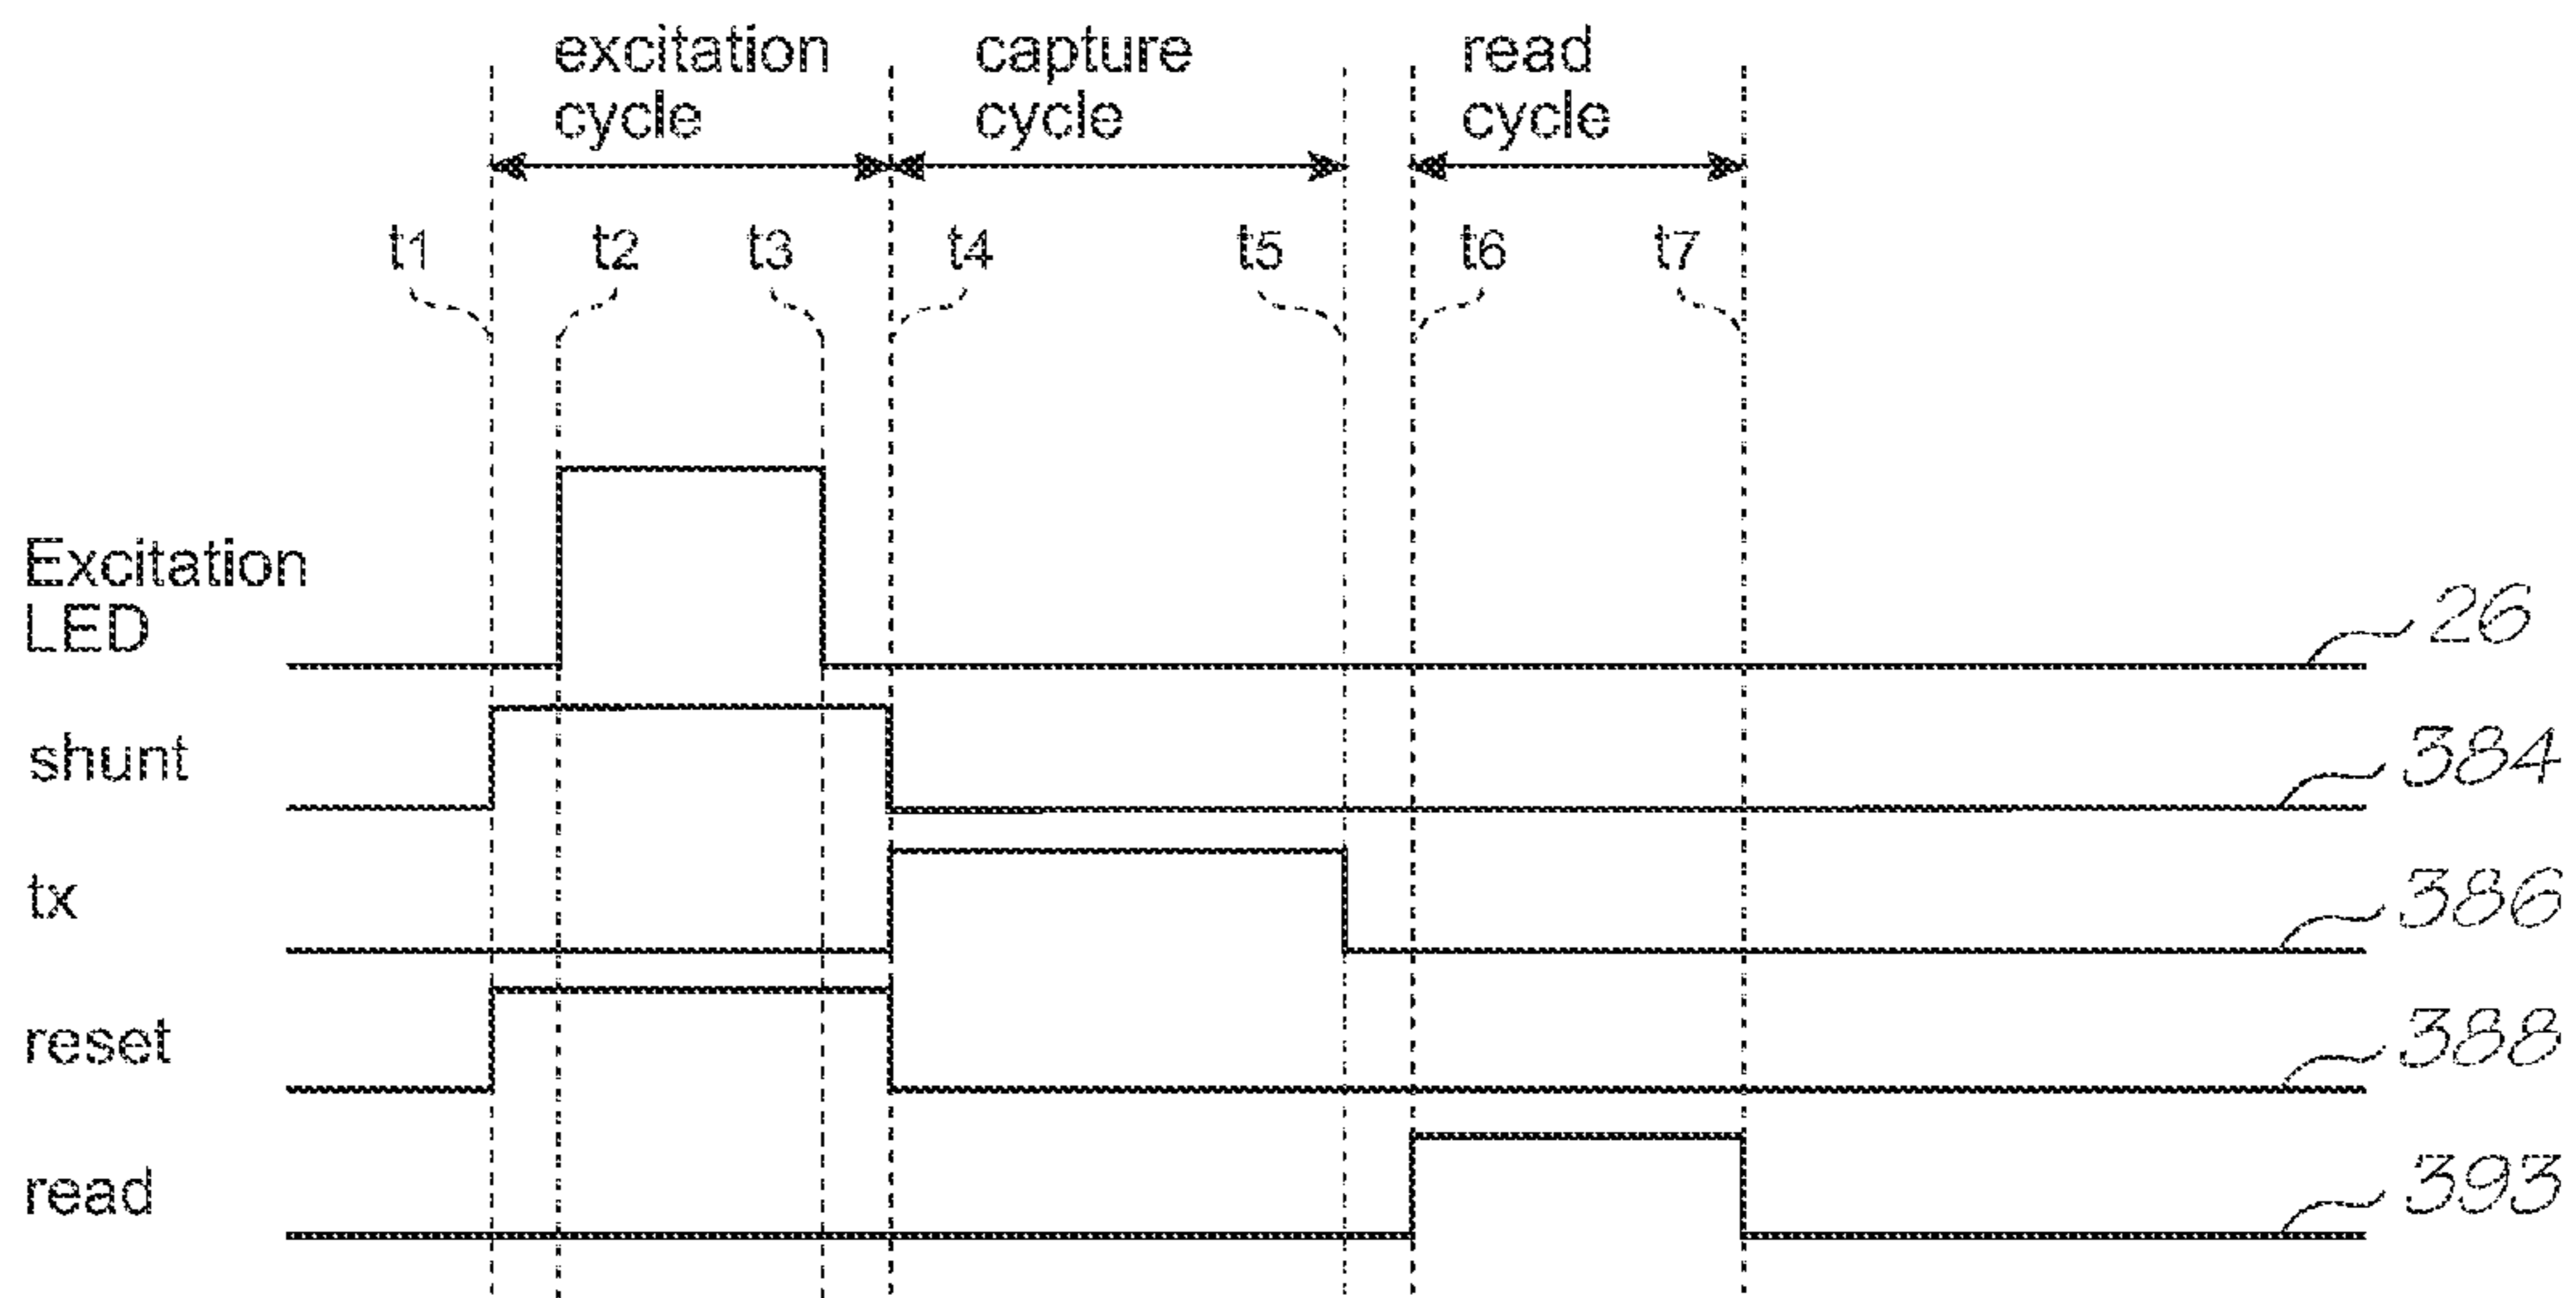 excitation cycle
capture cycle
read cycle
t1 t2 t3 t4 t5 t6 t7
Excitation
LED
26
shunt 384
tx 386
reset 388
read 393